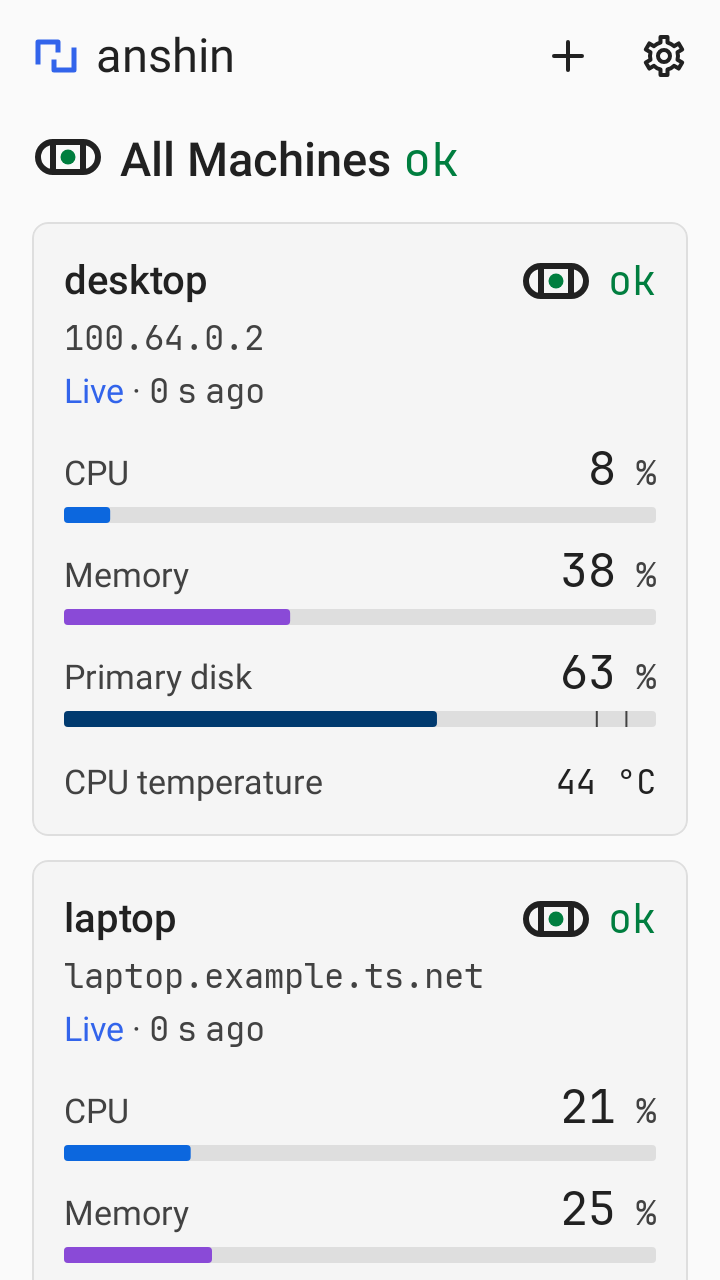 anshin
All Machines ok
desktop ok
100.64.0.2
Live · 0 s ago
CPU 8 %
Memory 38 %
Primary disk 63 %
CPU temperature 44 °C
laptop ok
laptop.example.ts.net
Live · 0 s ago
CPU 21 %
Memory 25 %